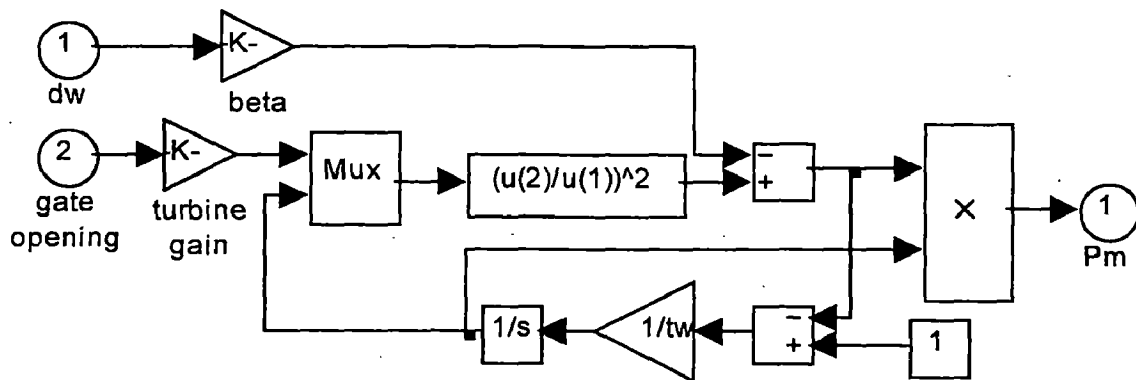 1
dw
-K-
beta
2
gate
opening
-K-
turbine
gain
Mux
(u(2)/u(1))^2
-
+
×
1
Pm
1/s
1/tw
-
+
1